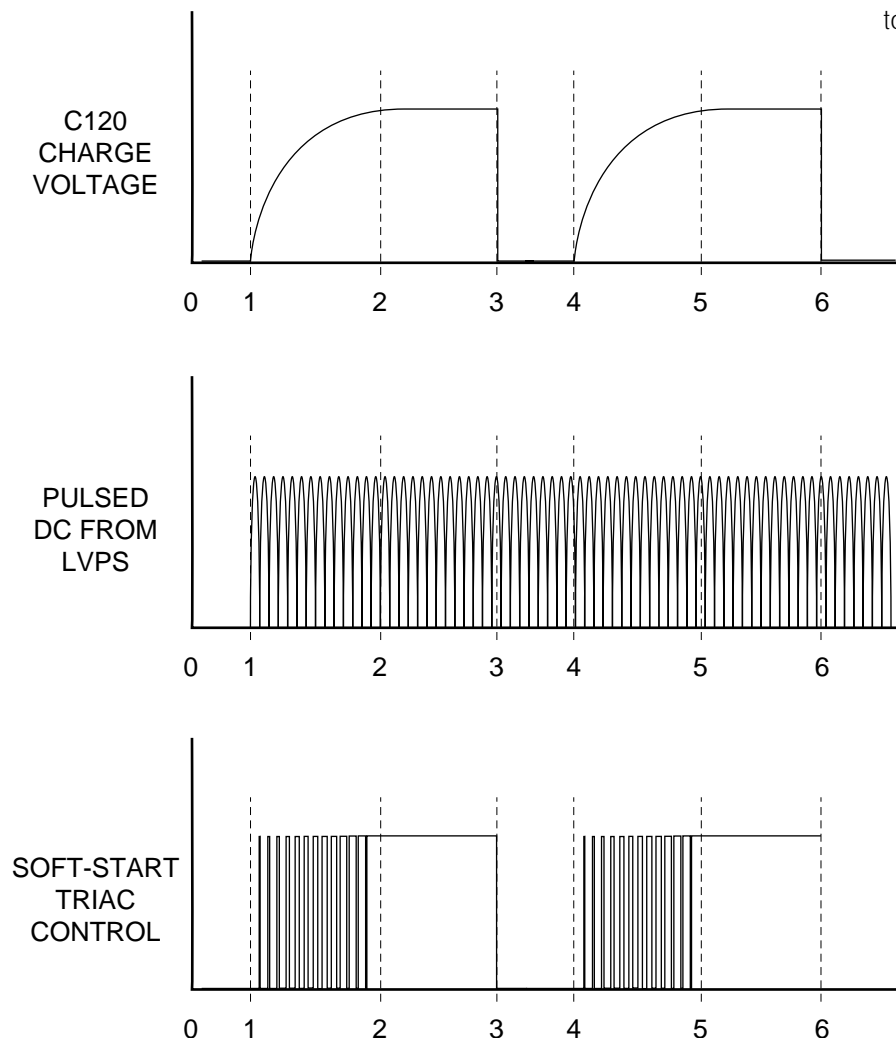 to
C120
CHARGE
VOLTAGE
0 1 2 3 4 5 6
PULSED
DC FROM
LVPS
0 1 2 3 4 5 6
SOFT-START
TRIAC
CONTROL
0 1 2 3 4 5 6